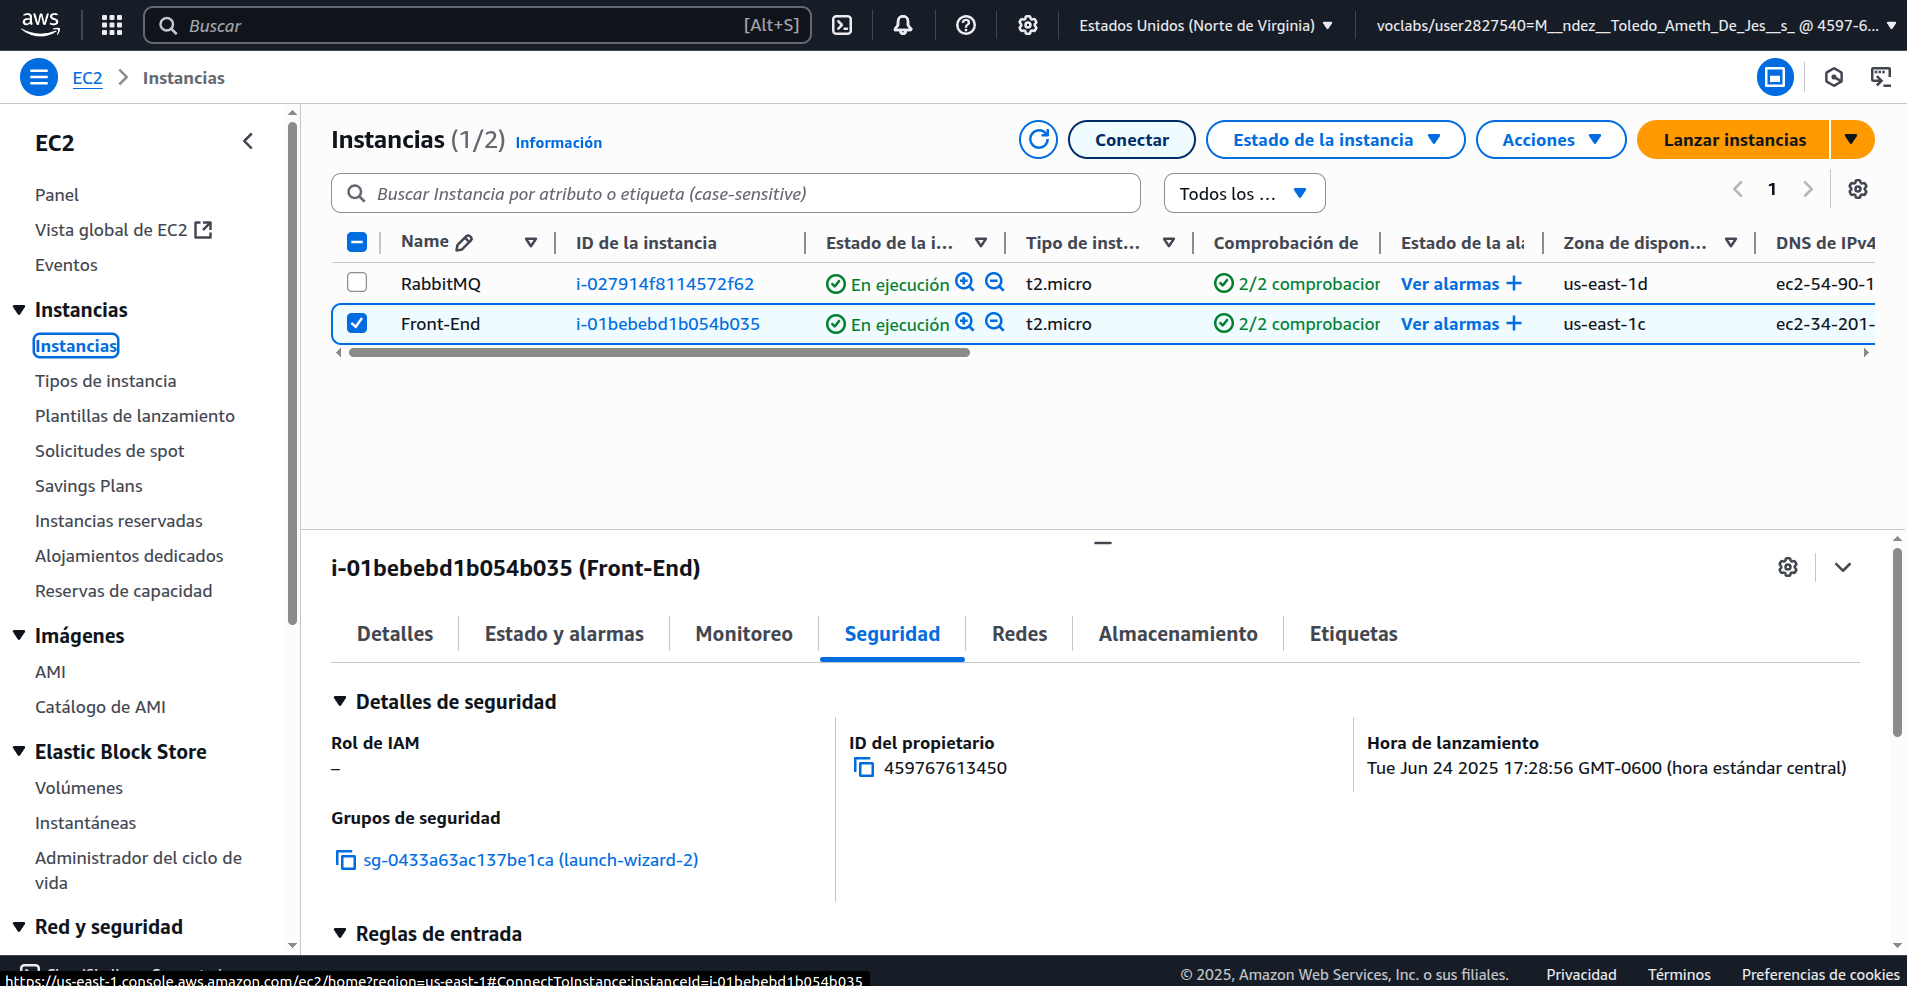 aws
Buscar
[Alt+S]
Estados Unidos (Norte de Virginia)
voclabs/user2827540=M__ndez__Toledo_Ameth_De_Jes__s_ @ 4597-6...
EC2
Instancias
EC2
Panel
Vista global de EC2
Eventos
Instancias
Instancias
Tipos de instancia
Plantillas de lanzamiento
Solicitudes de spot
Savings Plans
Instancias reservadas
Alojamientos dedicados
Reservas de capacidad
Imágenes
AMI
Catálogo de AMI
Elastic Block Store
Volúmenes
Instantáneas
Administrador del ciclo de
vida
Red y seguridad
Instancias (1/2) Información
Conectar
Estado de la instancia
Acciones
Lanzar instancias
Buscar Instancia por atributo o etiqueta (case-sensitive)
Todos los ...
1
Name
ID de la instancia
Estado de la i...
Tipo de inst...
Comprobación de
Estado de la ala
Zona de dispon...
DNS de IPv4
RabbitMQ
i-027914f8114572f62
En ejecución
t2.micro
2/2 comprobacion
Ver alarmas
us-east-1d
ec2-54-90-1
Front-End
i-01bebebd1b054b035
En ejecución
t2.micro
2/2 comprobacion
Ver alarmas
us-east-1c
ec2-34-201-
i-01bebebd1b054b035 (Front-End)
Detalles
Estado y alarmas
Monitoreo
Seguridad
Redes
Almacenamiento
Etiquetas
Detalles de seguridad
Rol de IAM
–
ID del propietario
459767613450
Hora de lanzamiento
Tue Jun 24 2025 17:28:56 GMT-0600 (hora estándar central)
Grupos de seguridad
sg-0433a63ac137be1ca (launch-wizard-2)
Reglas de entrada
https://us-east-1.console.aws.amazon.com/ec2/home?region=us-east-1#ConnectToInstance:instanceId=i-01bebebd1b054b035
© 2025, Amazon Web Services, Inc. o sus filiales.
Privacidad
Términos
Preferencias de cookies